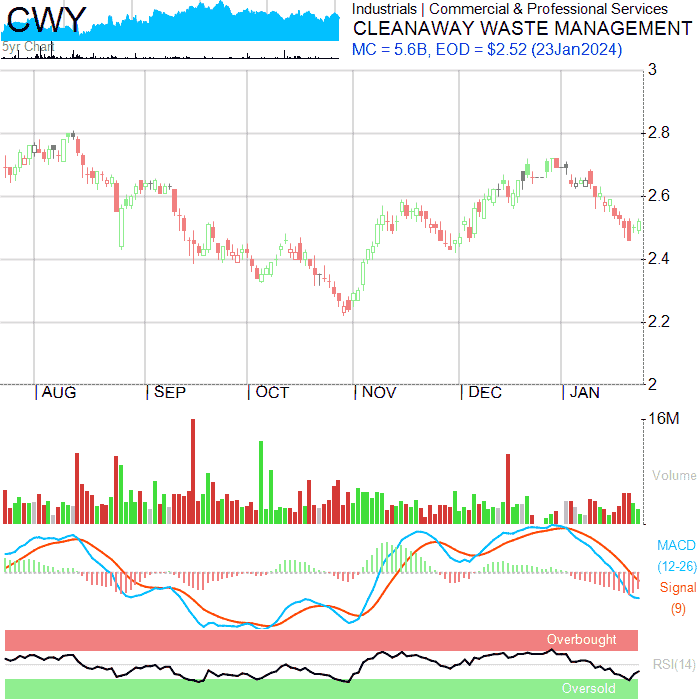 CWY
5yr Chart
Industrials | Commercial & Professional Services
CLEANAWAY WASTE MANAGEMENT
MC = 5.6B, EOD = $2.52 (23Jan2024)
3
2.8
2.6
2.4
2.2
2
AUG SEP OCT NOV DEC JAN
16M
Volume
MACD
(12-26)
Signal
(9)
Overbought
RSI(14)
Oversold